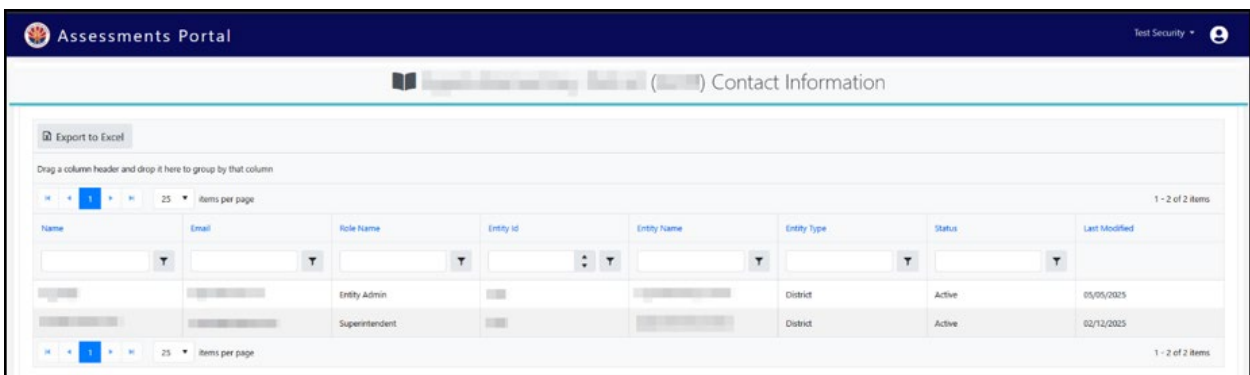 Assessments Portal
Test Security
( ) Contact Information
Export to Excel
Drag a column header and drop it here to group by that column
1 25 items per page 1 - 2 of 2 items
Name Email Role Name Entity Id Entity Name Entity Type Status Last Modified
Entity Admin District Active 05/05/2025
Superintendent District Active 02/12/2025
1 25 items per page 1 - 2 of 2 items